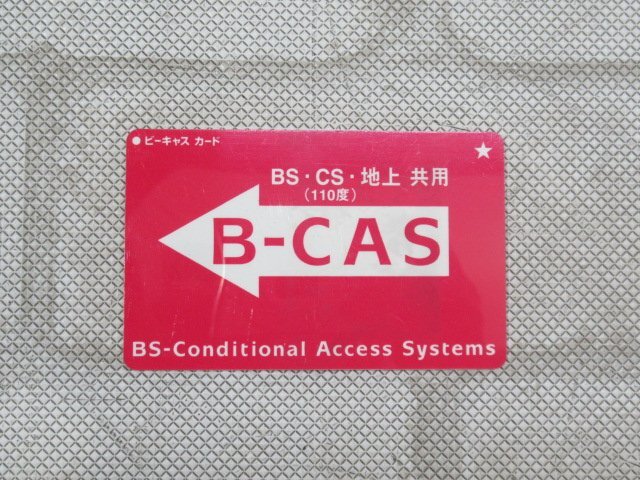 ● ビーキャス カード
★
BS・CS・地上 共用
(110度)
B-CAS
BS-Conditional Access Systems